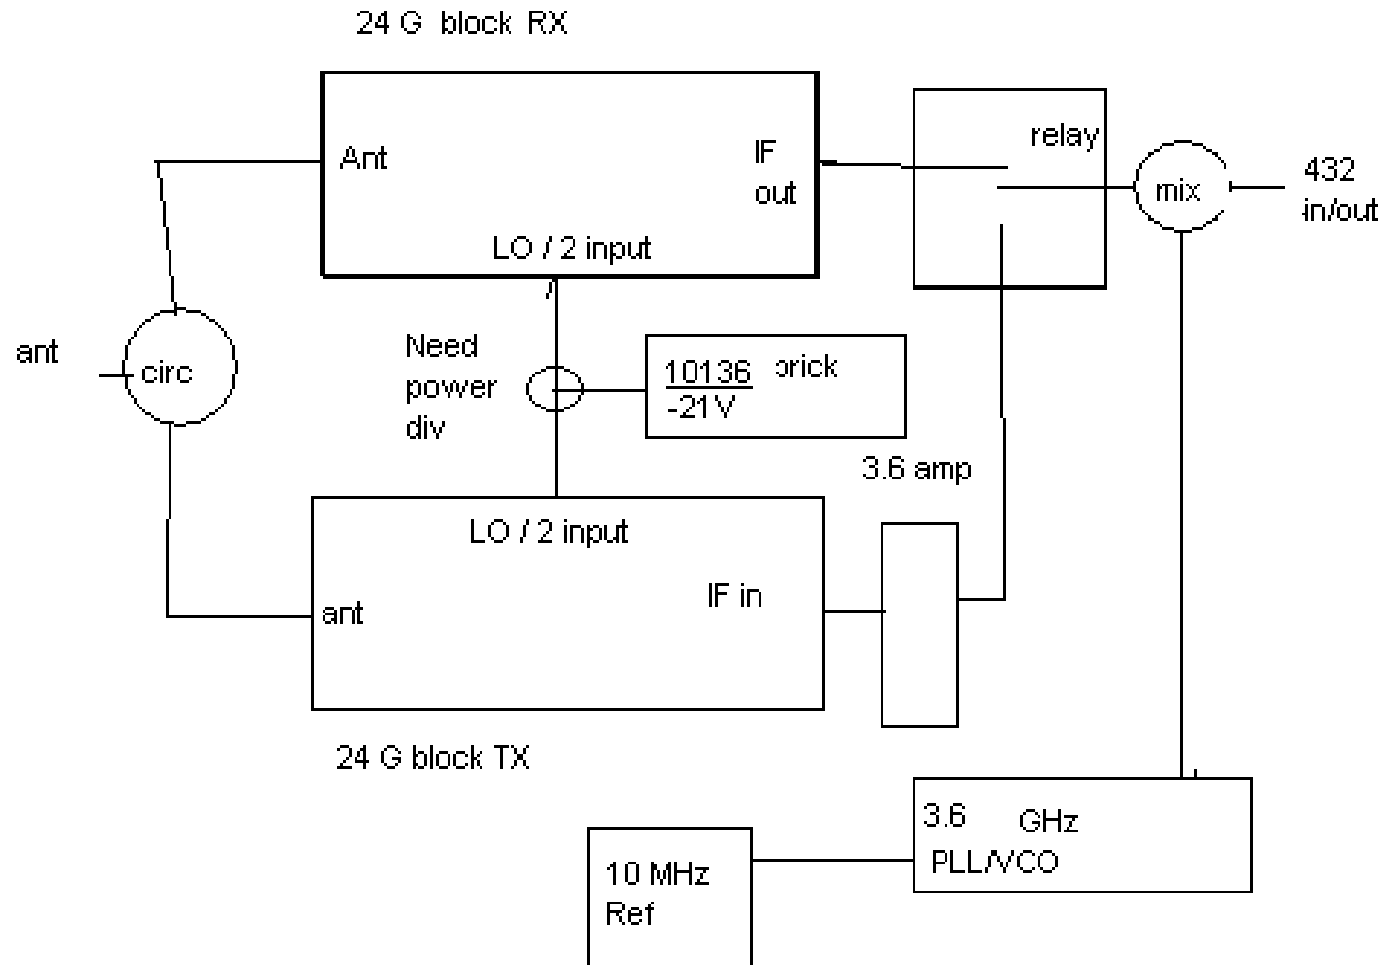 24 G block RX
Ant
IF
out
LO / 2 input
relay
mix
432
in/out
ant
circ
Need
power
div
10136
-21V
brick
3.6 amp
LO / 2 input
ant
IF in
24 G block TX
3.6 GHz
PLL/VCO
10 MHz
Ref